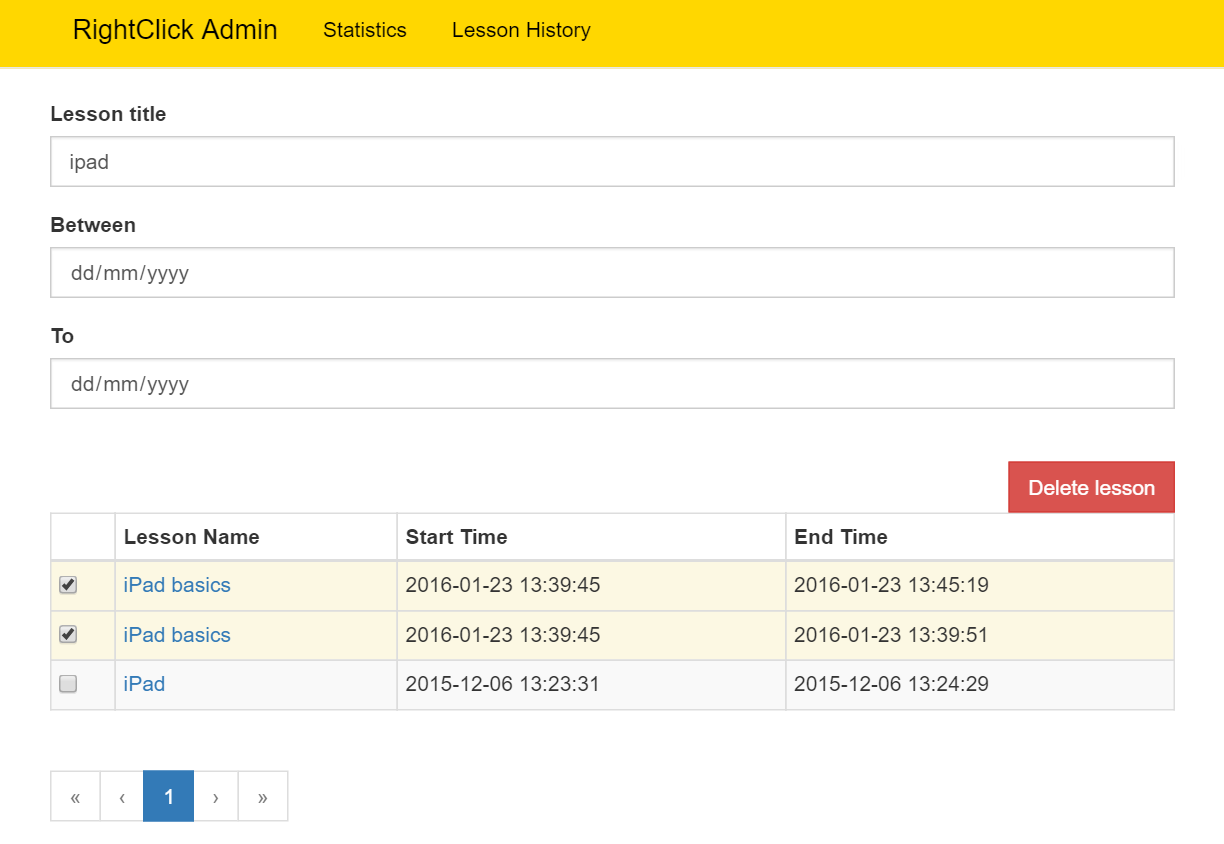 RightClick Admin Statistics Lesson History
Lesson title
ipad
Between
dd/mm/yyyy
To
dd/mm/yyyy
Delete lesson
Lesson Name Start Time End Time
iPad basics 2016-01-23 13:39:45 2016-01-23 13:45:19
iPad basics 2016-01-23 13:39:45 2016-01-23 13:39:51
iPad 2015-12-06 13:23:31 2015-12-06 13:24:29
« ‹ 1 › »